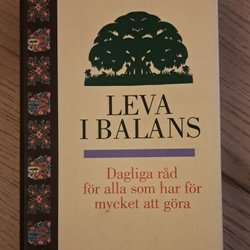 LEVA
I BALANS
Dagliga råd
för alla som har för
mycket att göra